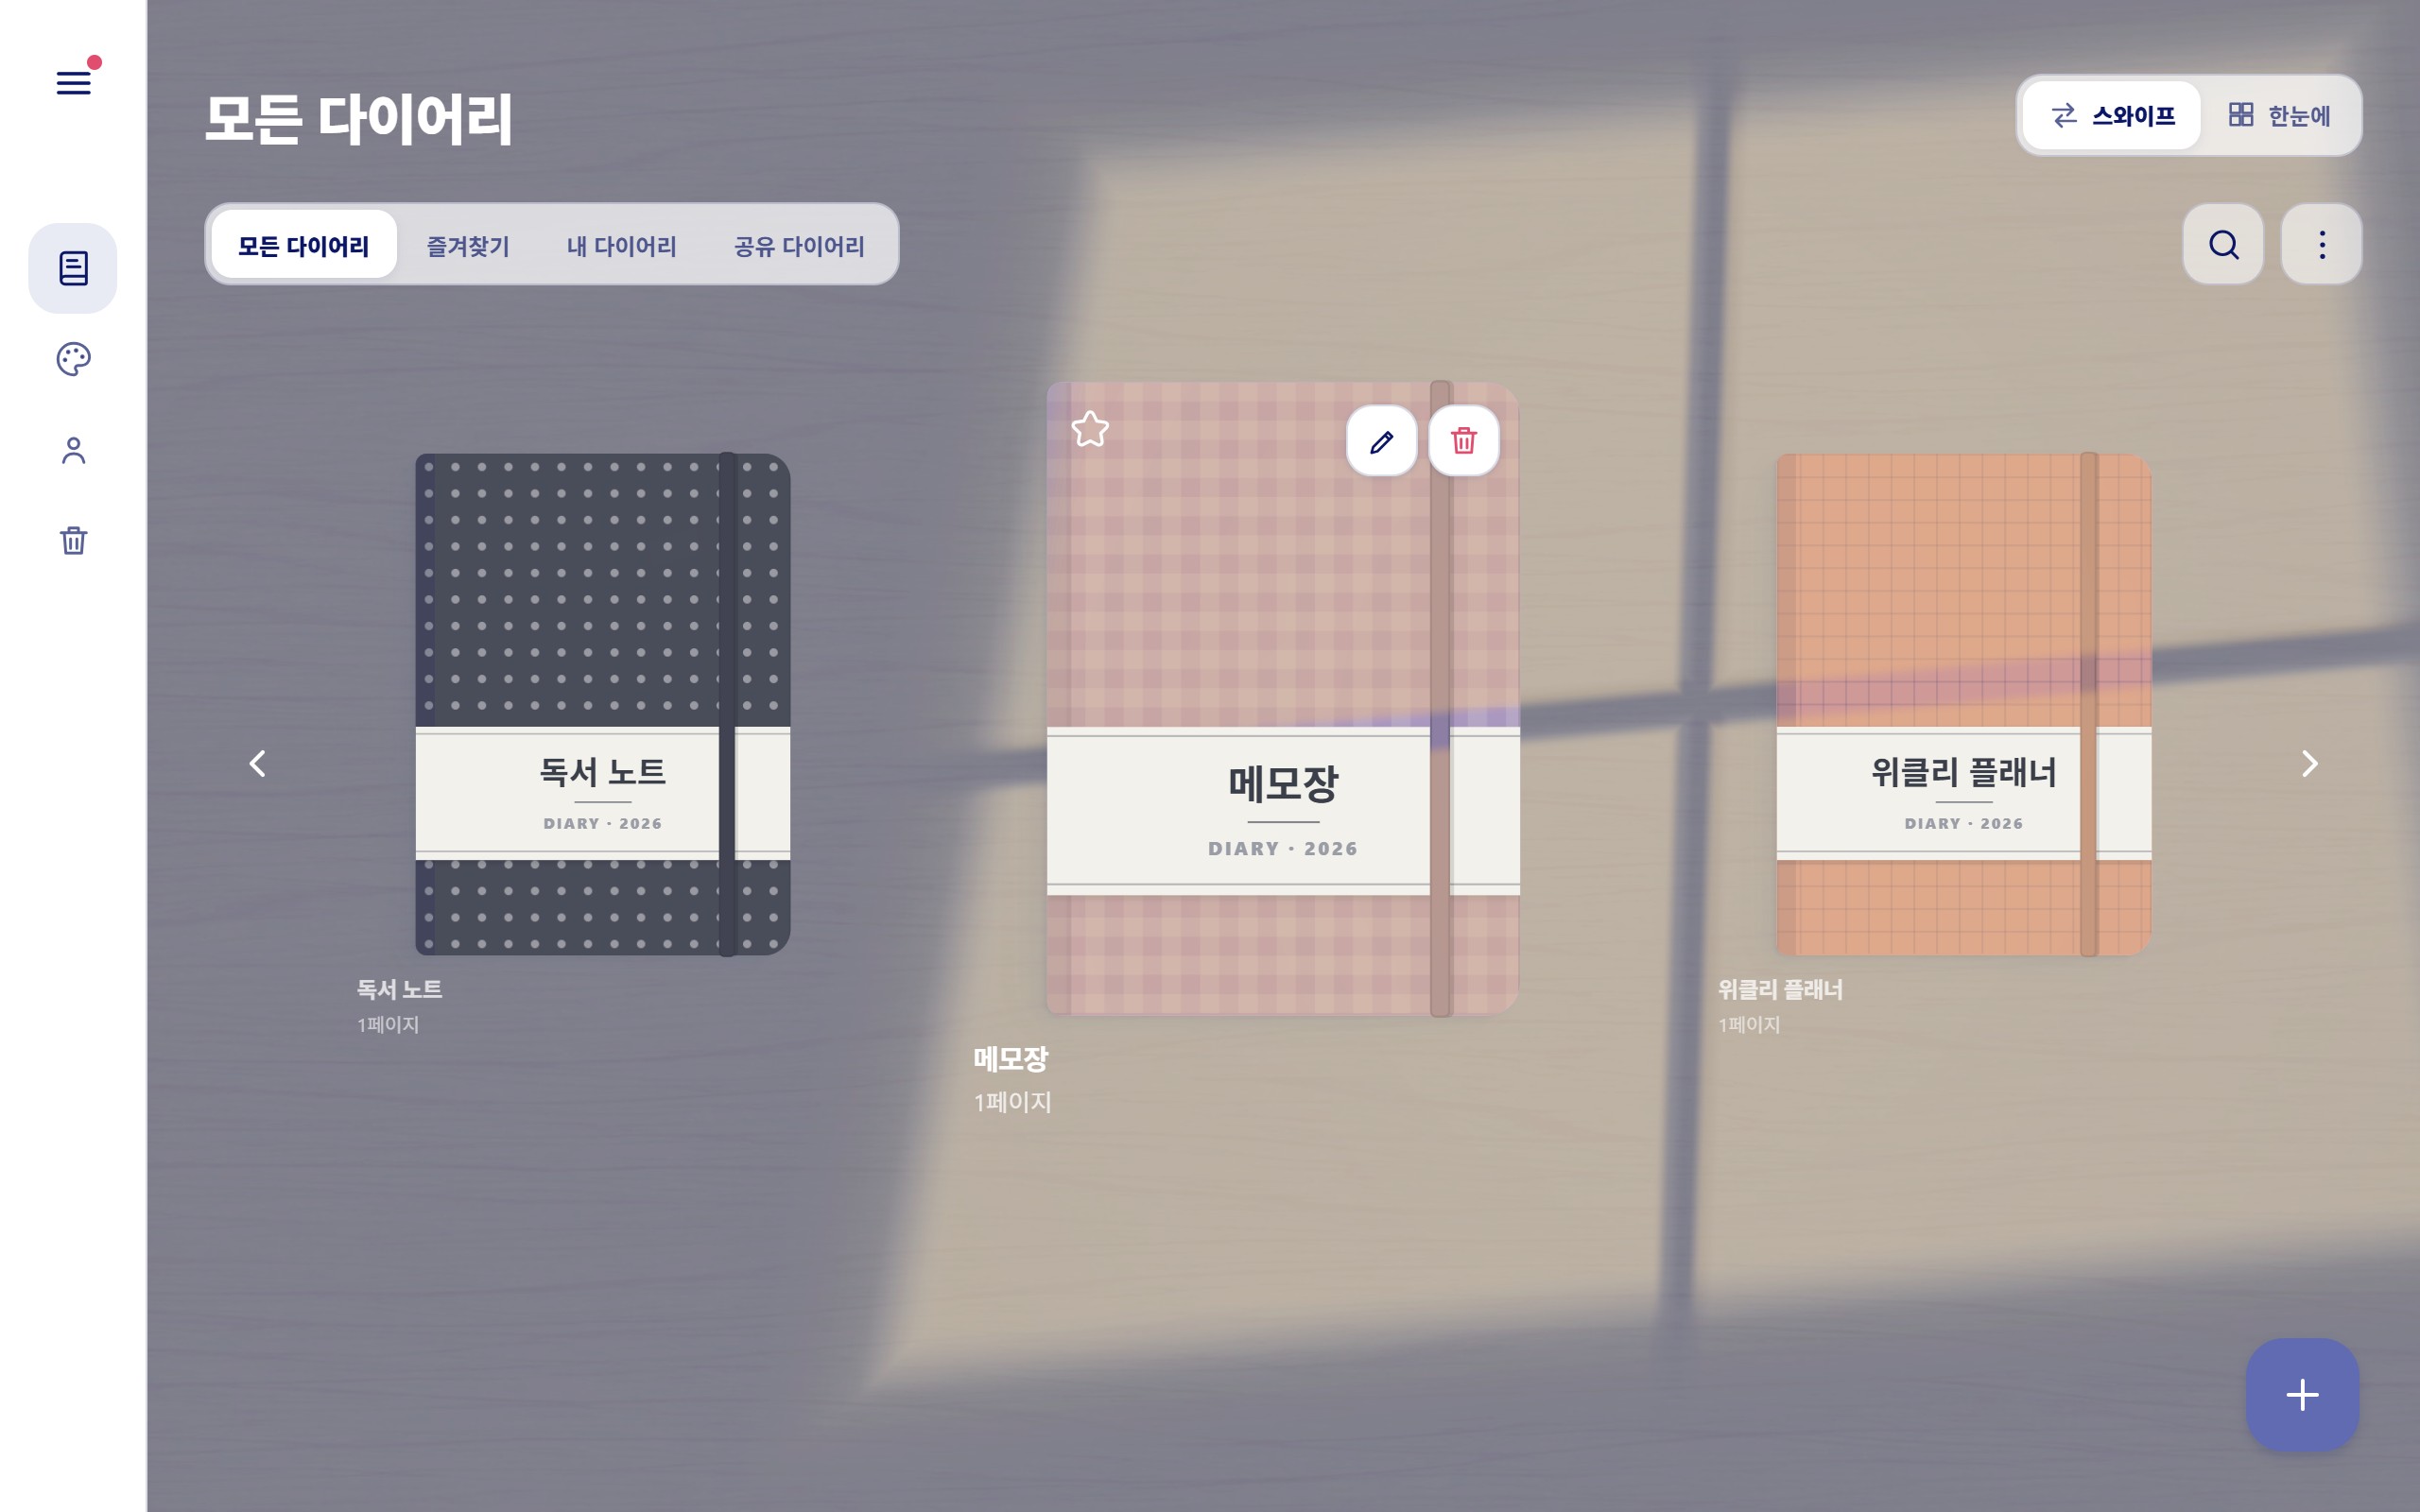 모든 다이어리
스와이프
한눈에
모든 다이어리
즐겨찾기
내 다이어리
공유 다이어리
독서 노트
DIARY · 2026
독서 노트
1페이지
메모장
DIARY · 2026
메모장
1페이지
위클리 플래너
DIARY · 2026
위클리 플래너
1페이지